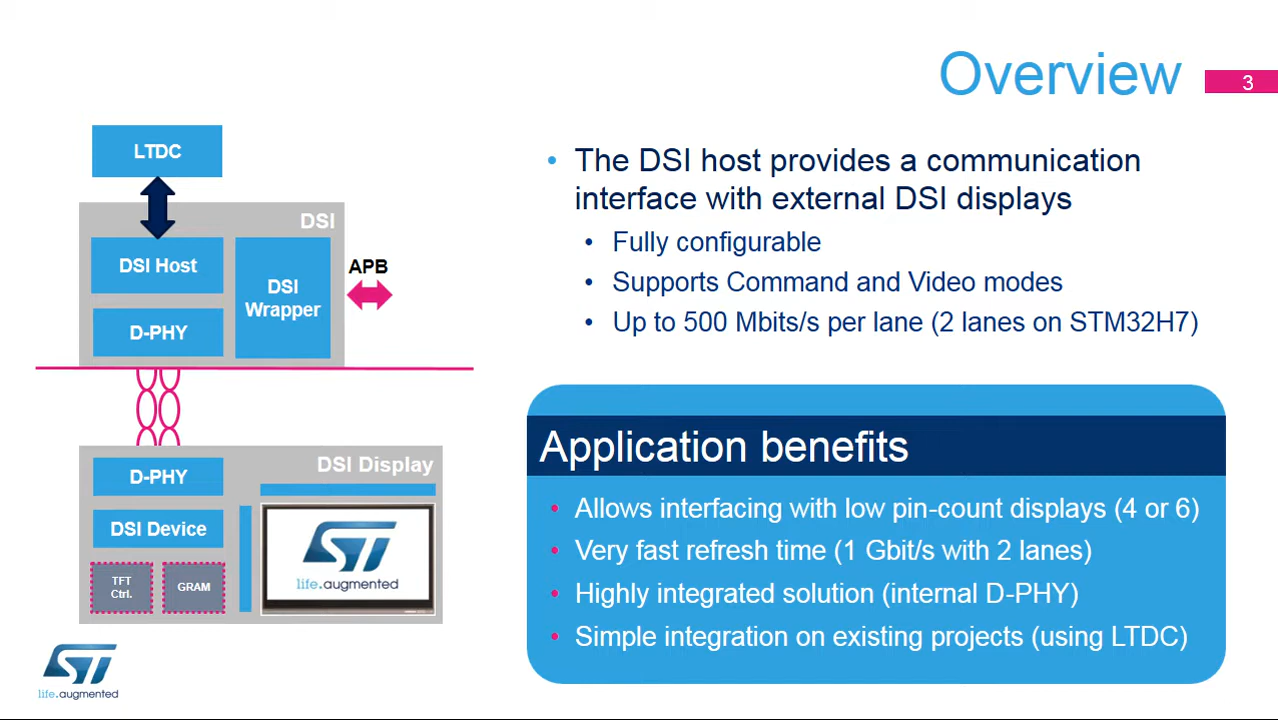 Overview
3
LTDC
DSI
DSI Host
DSI
Wrapper
APB
D-PHY
DSI Display
D-PHY
DSI Device
TFT
Ctrl.
GRAM
ST
life.augmented
ST
life.augmented
• The DSI host provides a communication
interface with external DSI displays
• Fully configurable
• Supports Command and Video modes
• Up to 500 Mbits/s per lane (2 lanes on STM32H7)
Application benefits
• Allows interfacing with low pin-count displays (4 or 6)
• Very fast refresh time (1 Gbit/s with 2 lanes)
• Highly integrated solution (internal D-PHY)
• Simple integration on existing projects (using LTDC)